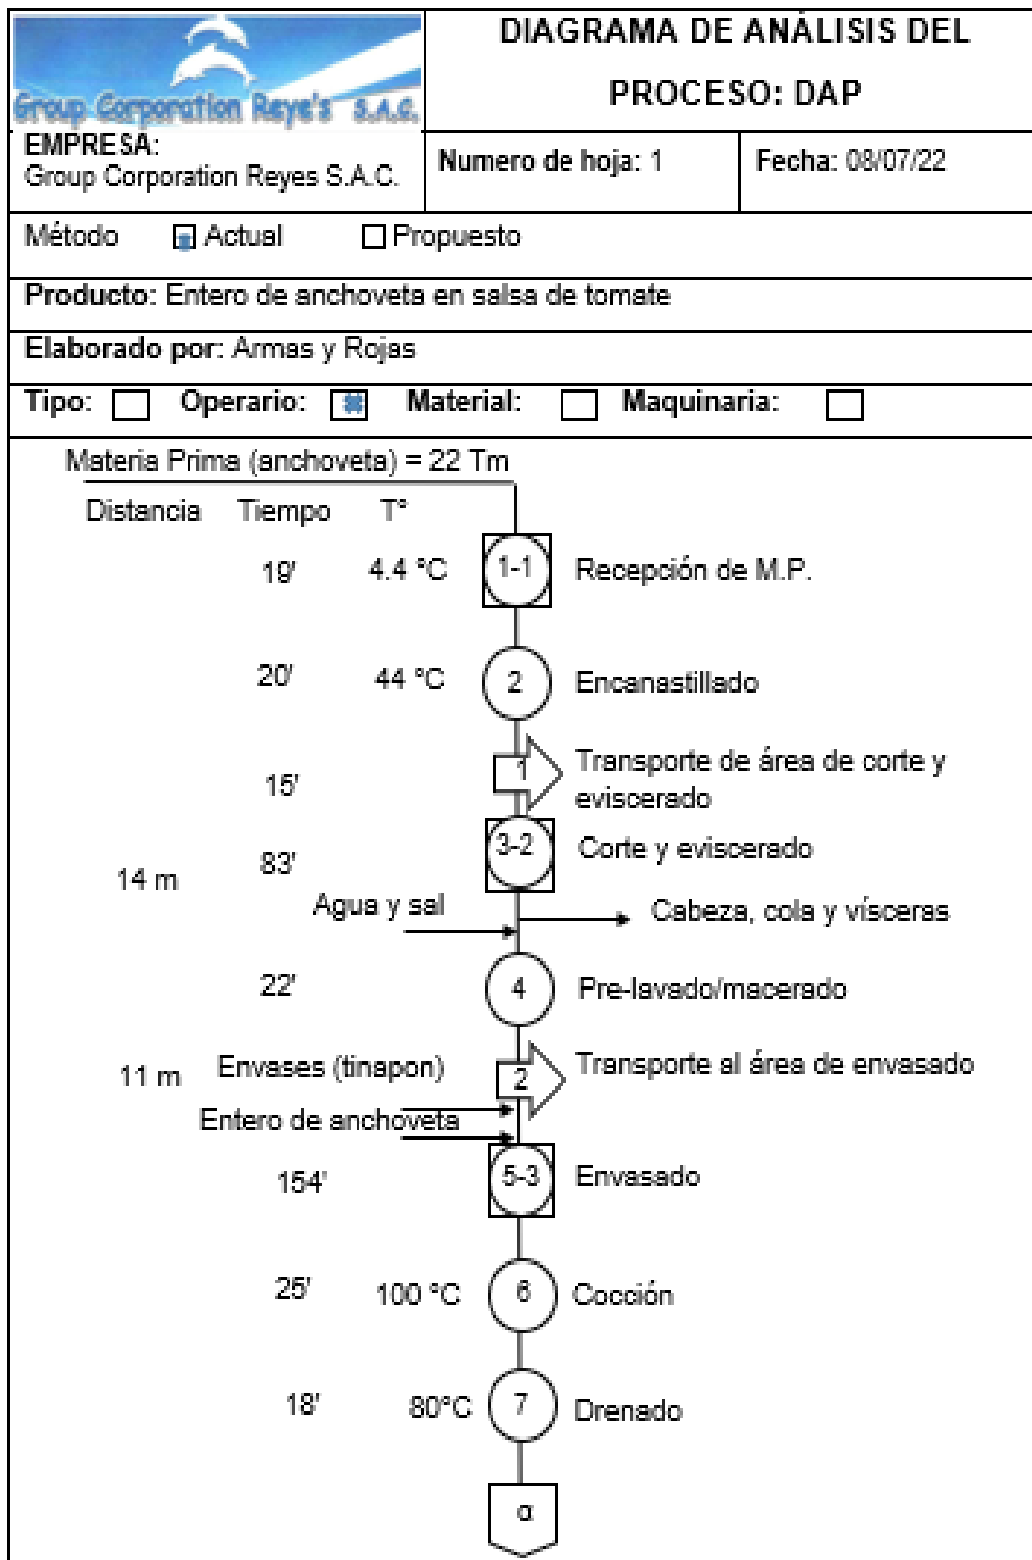 Group Corporation Reye's S.A.C.
DIAGRAMA DE ANÁLISIS DEL
PROCESO: DAP
EMPRESA:
Group Corporation Reyes S.A.C.
Numero de hoja: 1
Fecha: 08/07/22
Método Actual Propuesto
Producto: Entero de anchoveta en salsa de tomate
Elaborado por: Armas y Rojas
Tipo: Operario: Material: Maquinaria:
Materia Prima (anchoveta) = 22 Tm
Distancia Tiempo T°
19' 4.4 °C 1-1 Recepción de M.P.
20' 44 °C 2 Encanastillado
15' 1 Transporte de área de corte y
eviscerado
83' 3-2 Corte y eviscerado
14 m
Agua y sal Cabeza, cola y vísceras
22' 4 Pre-lavado/macerado
11 m Envases (tinapon) 2 Transporte al área de envasado
Entero de anchoveta
154' 5-3 Envasado
25' 100 °C 6 Cocción
18' 80°C 7 Drenado
α